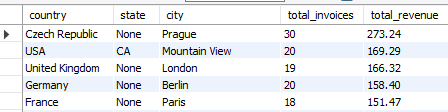 country state city total_invoices total_revenue
Czech Republic None Prague 30 273.24
USA CA Mountain View 20 169.29
United Kingdom None London 19 166.32
Germany None Berlin 20 158.40
France None Paris 18 151.47